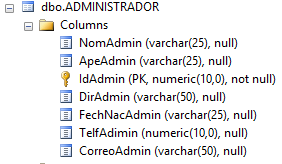 dbo.ADMINISTRADOR
Columns
NomAdmin (varchar(25), null)
ApeAdmin (varchar(25), null)
IdAdmin (PK, numeric(10,0), not null)
DirAdmin (varchar(50), null)
FechNacAdmin (varchar(25), null)
TelfAdimin (numeric(10,0), null)
CorreoAdmin (varchar(50), null)